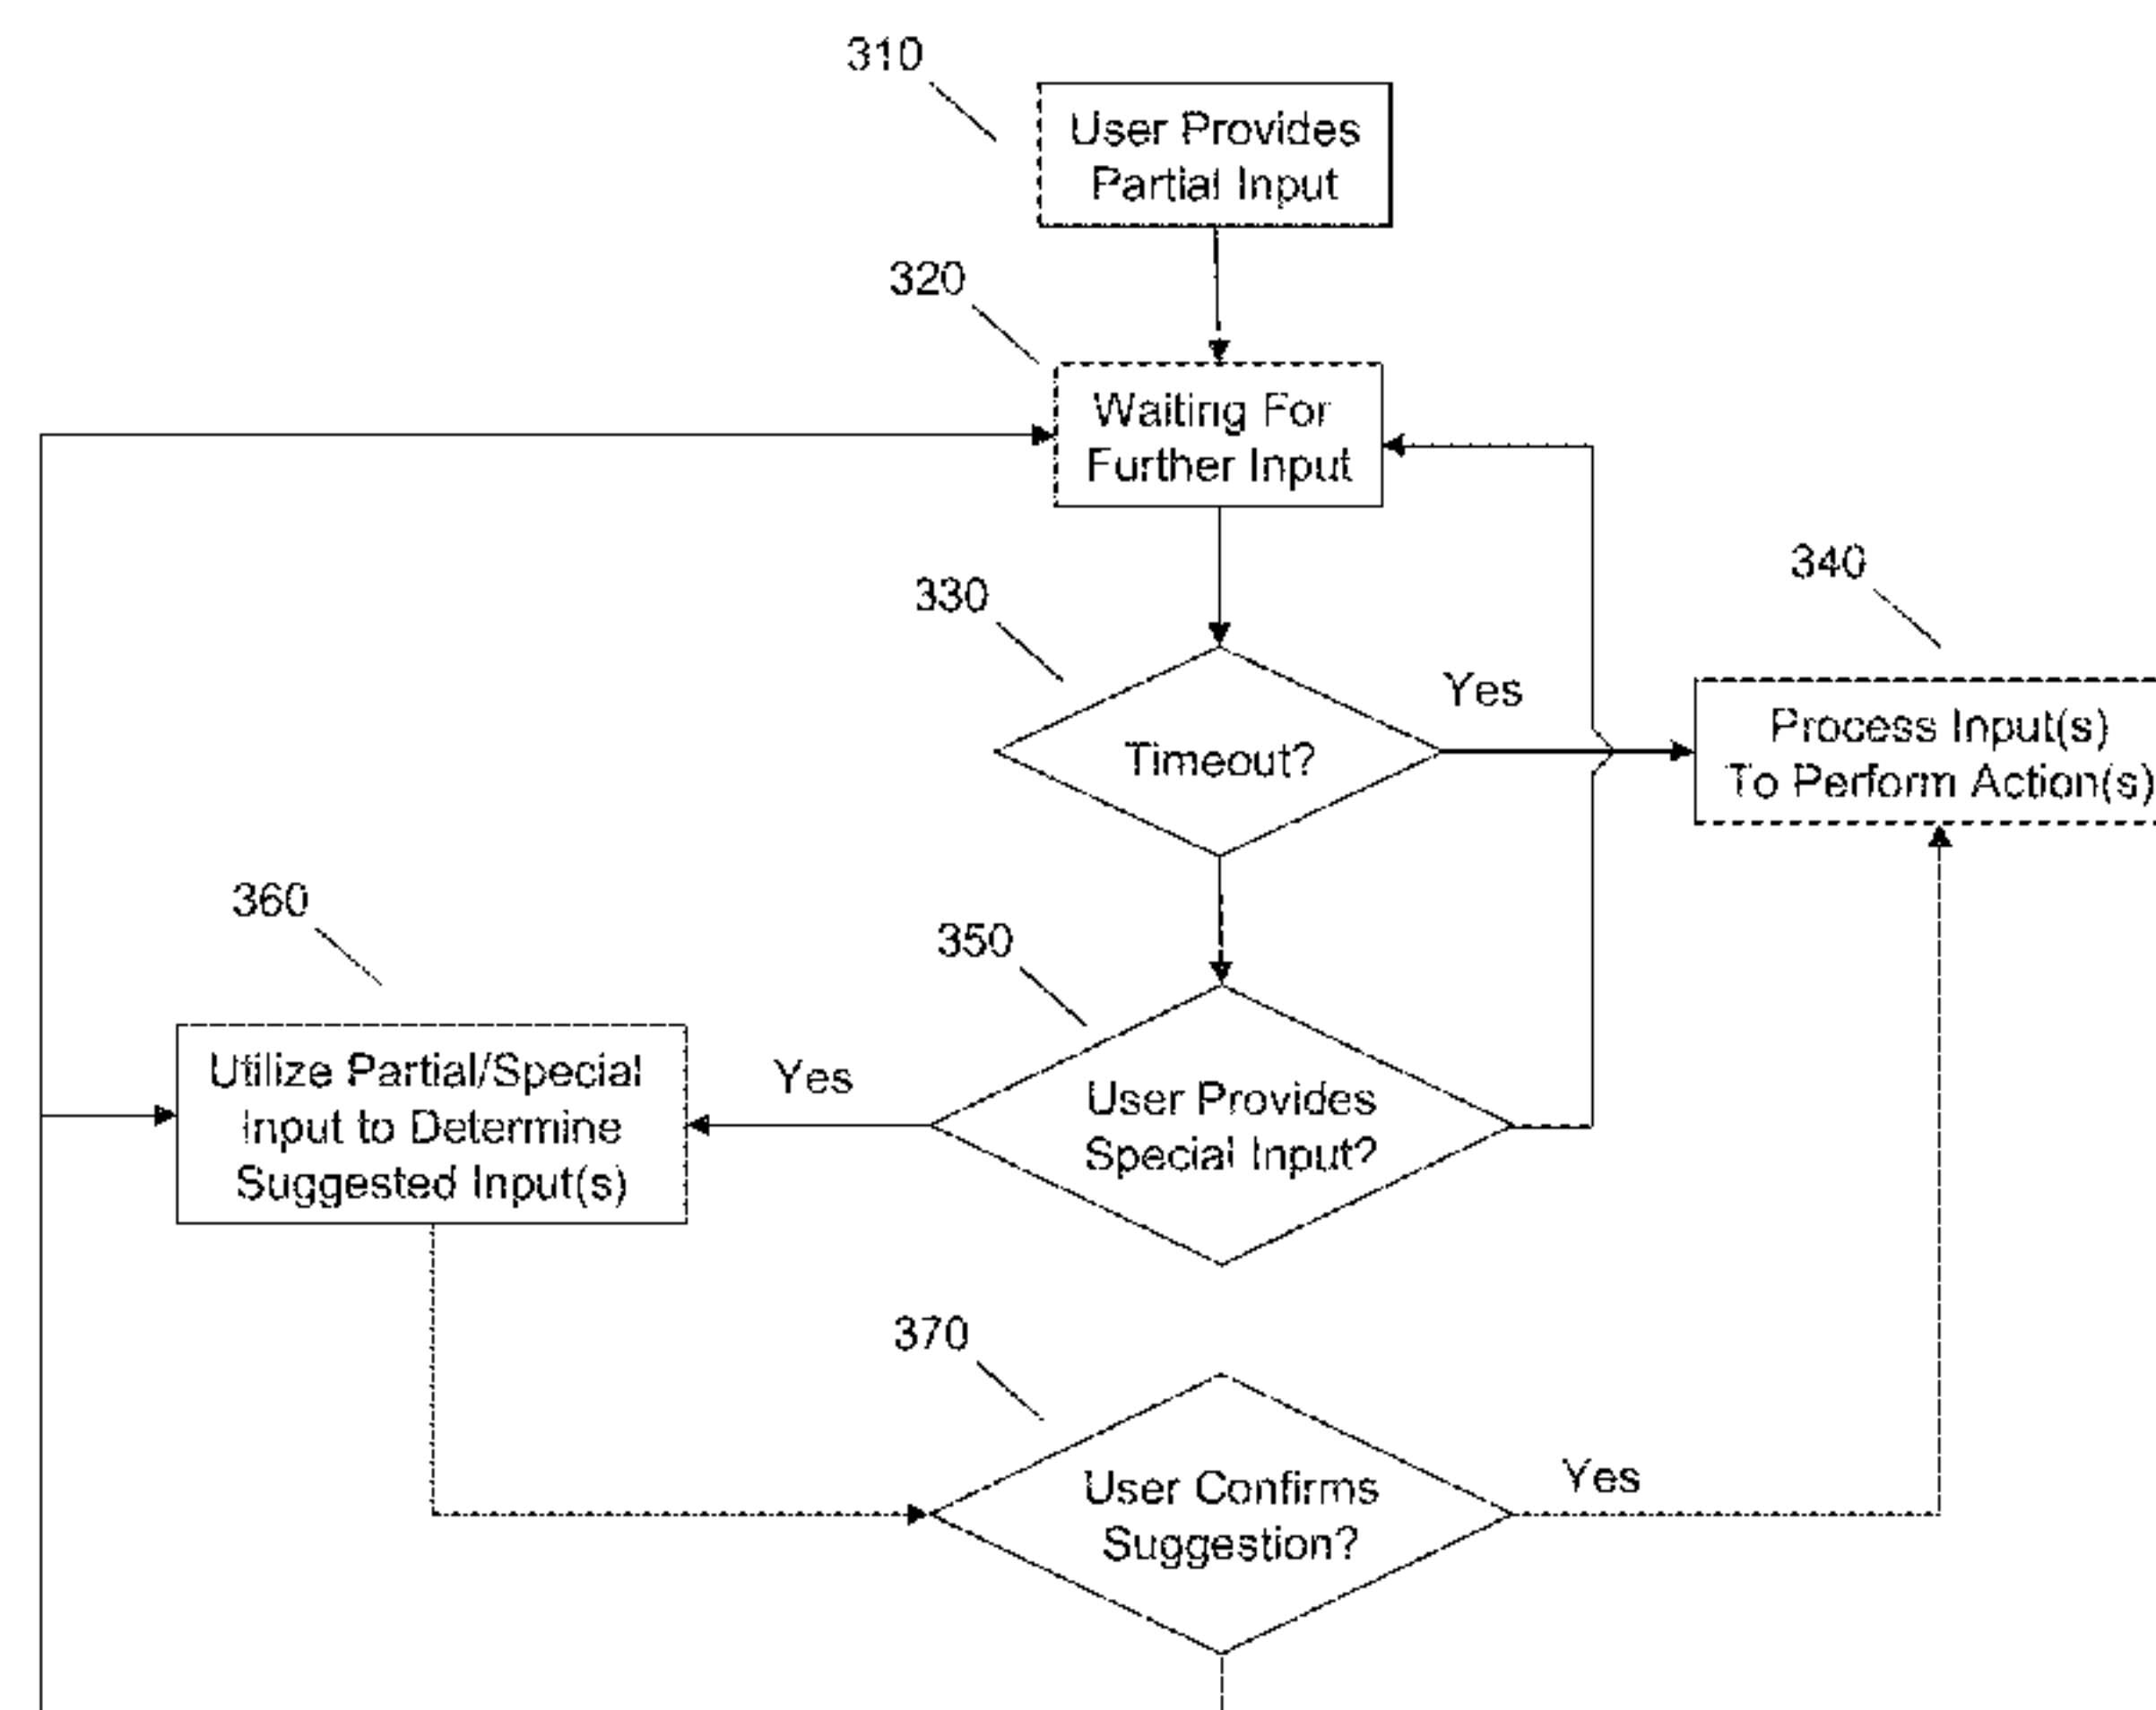 310
User Provides
Partial Input
320
Waiting For
Further Input
330
Timeout?
Yes
340
Process Input(s)
To Perform Action(s)
350
User Provides
Special Input?
Yes
360
Utilize Partial/Special
Input to Determine
Suggested Input(s)
370
User Confirms
Suggestion?
Yes